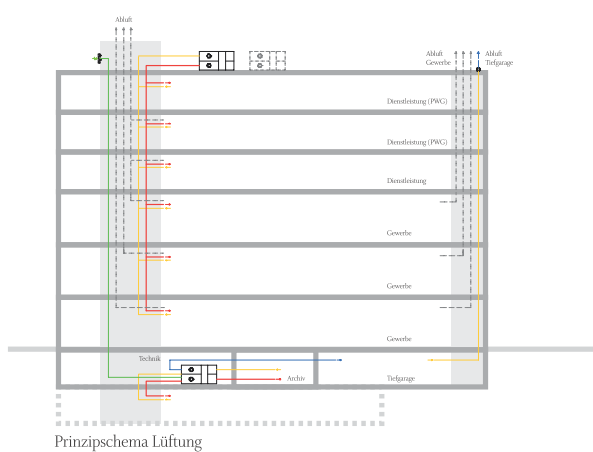 Abluft
Abluft
Gewerbe
Abluft
Tiefgarage
Dienstleistung (PWG)
Dienstleistung (PWG)
Dienstleistung
Gewerbe
Gewerbe
Gewerbe
Technik
Archiv
Tiefgarage
Prinzipschema Lüftung